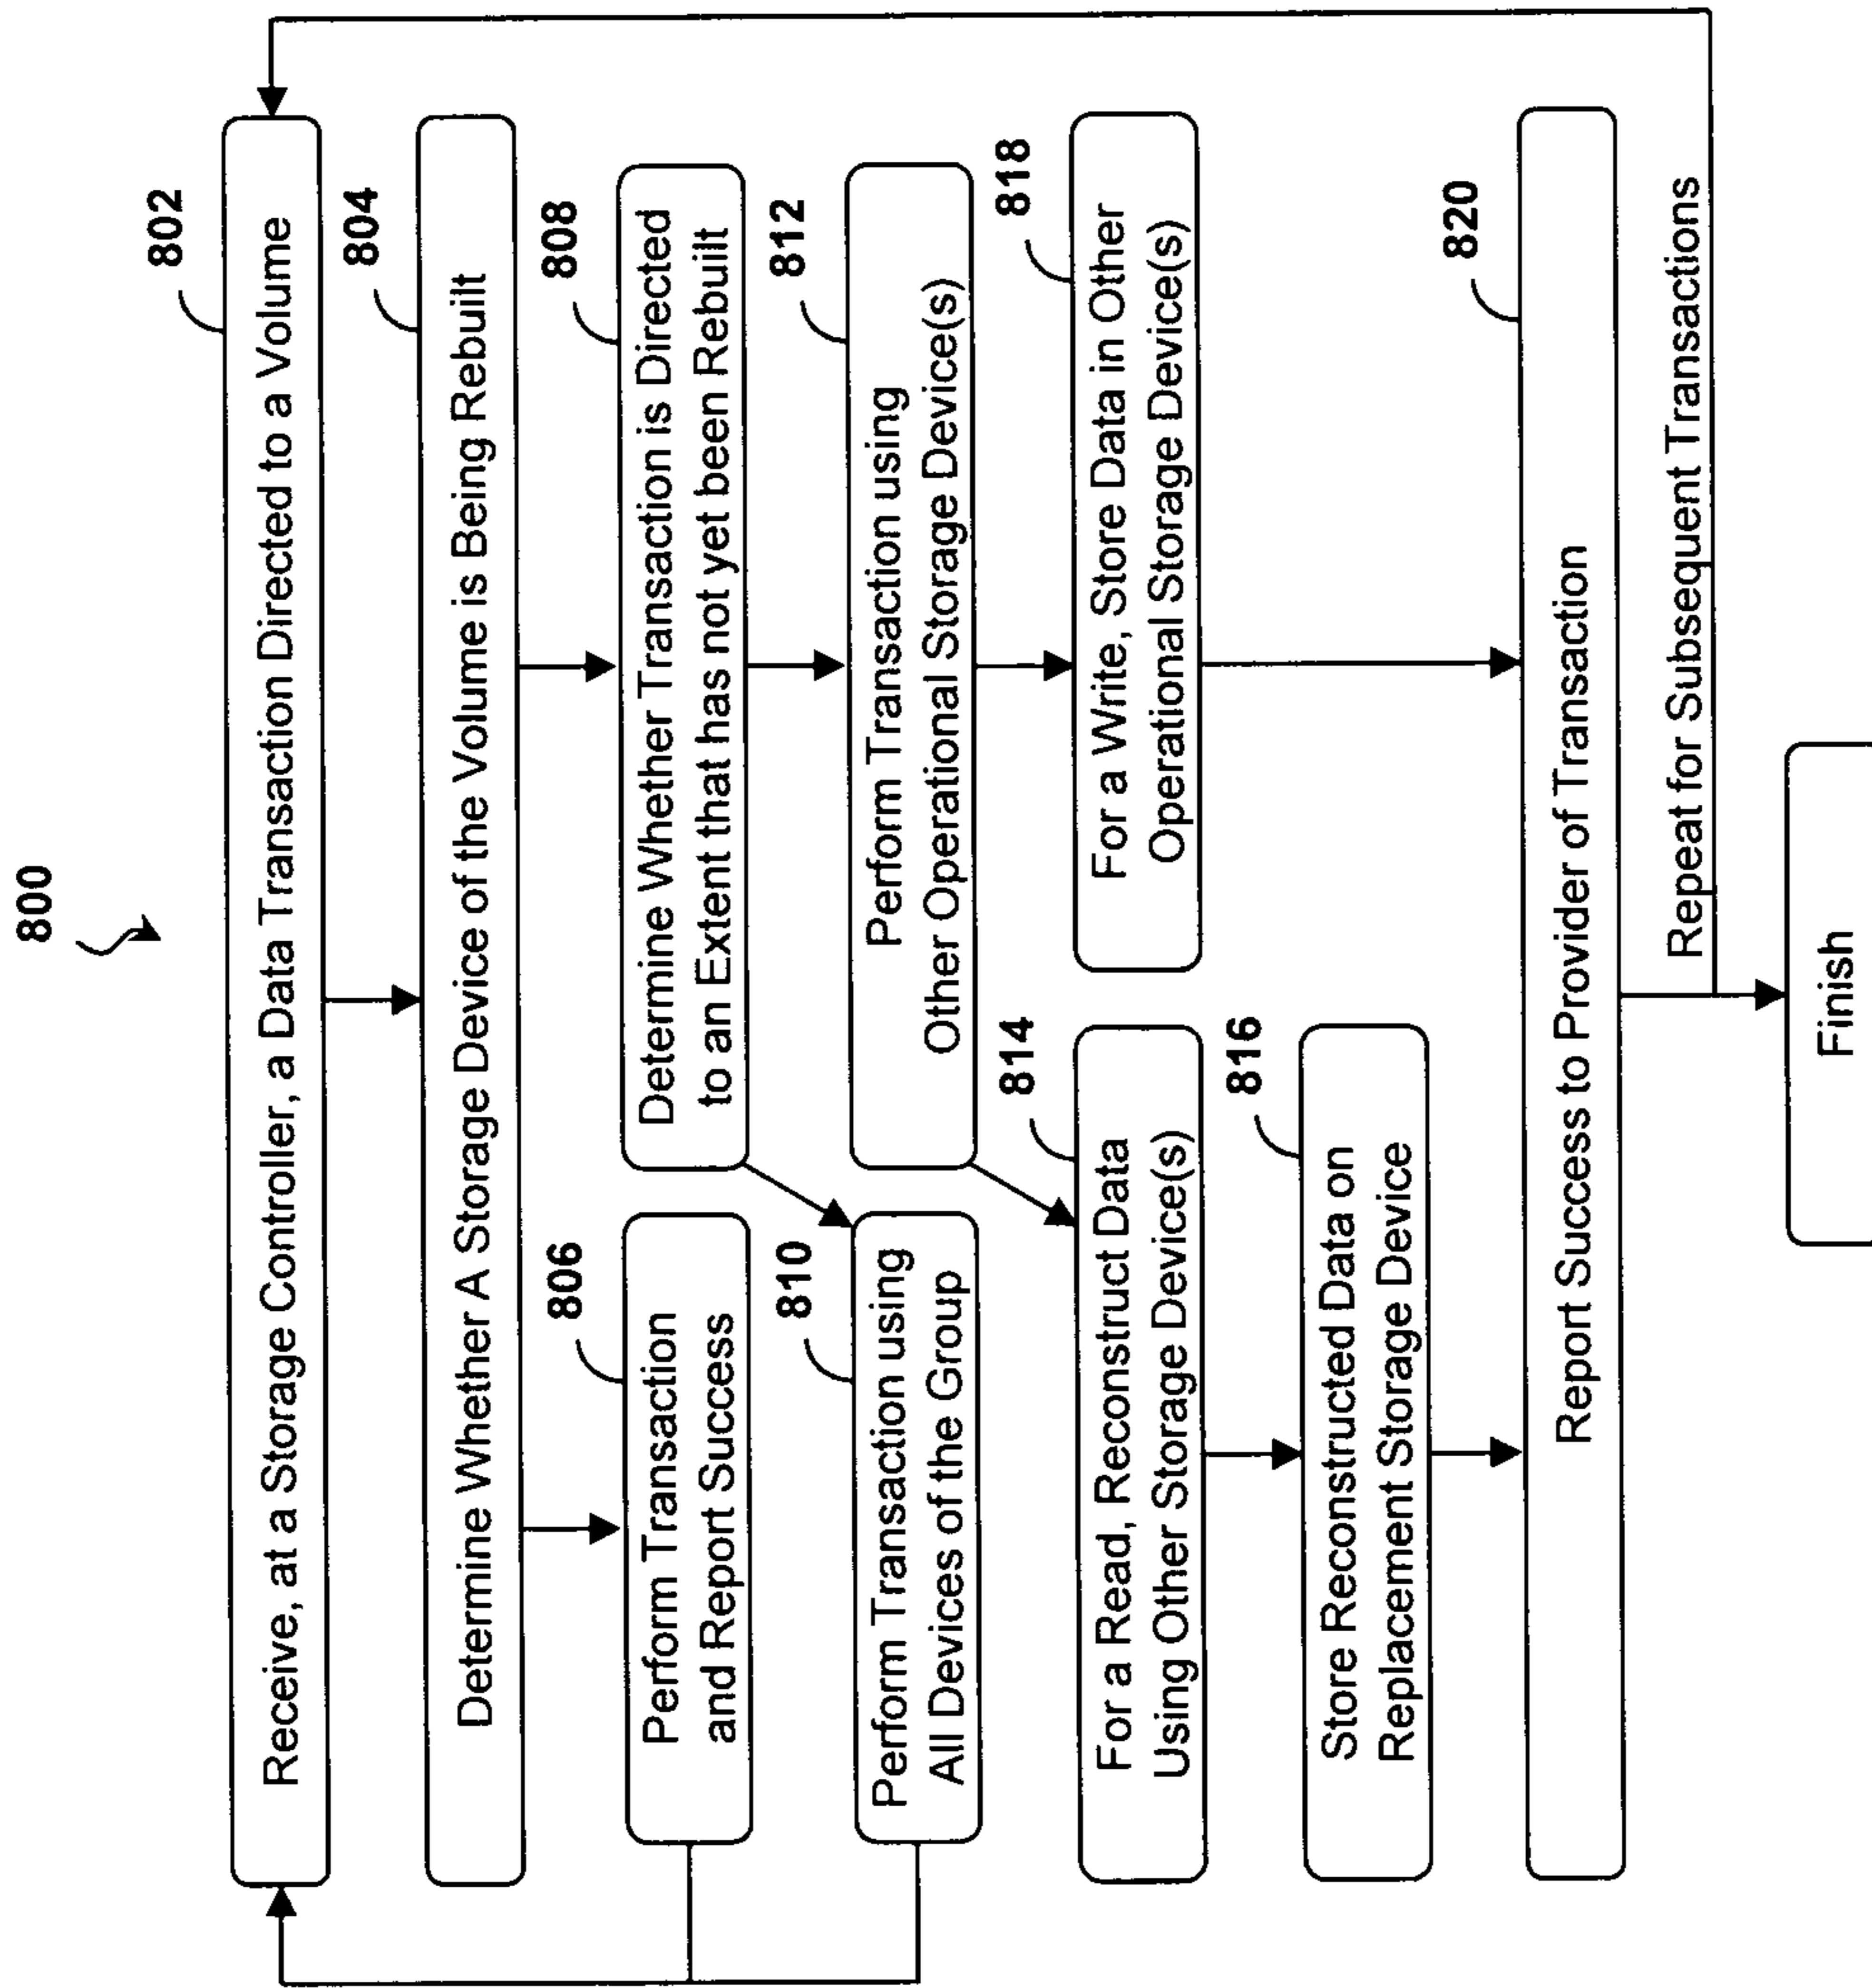 800
802
Receive, at a Storage Controller, a Data Transaction Directed to a Volume
804
Determine Whether A Storage Device of the Volume is Being Rebuilt
806
Perform Transaction
and Report Success
808
Determine Whether Transaction is Directed
to an Extent that has not yet been Rebuilt
810
Perform Transaction using
All Devices of the Group
812
Perform Transaction using
Other Operational Storage Device(s)
814
For a Read, Reconstruct Data
Using Other Storage Device(s)
818
For a Write, Store Data in Other
Operational Storage Device(s)
816
Store Reconstructed Data on
Replacement Storage Device
820
Report Success to Provider of Transaction
Repeat for Subsequent Transactions
Finish